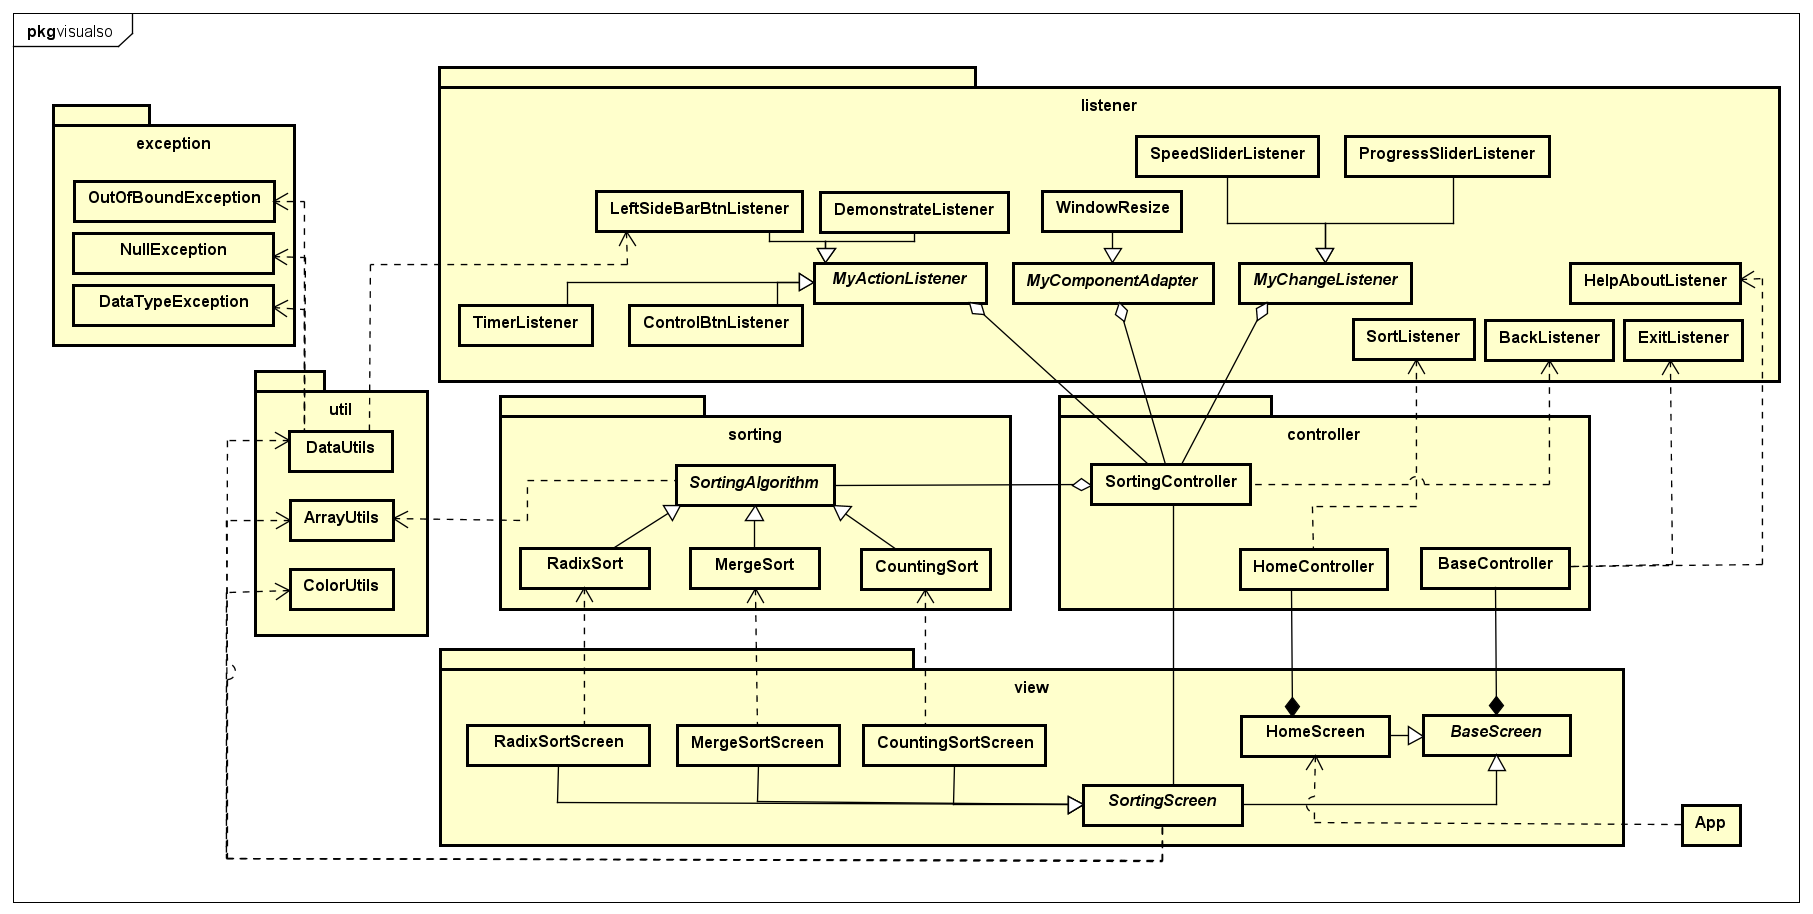 pkg visualso
listener
exception
SpeedSliderListener
ProgressSliderListener
OutOfBoundException
LeftSideBarBtnListener
DemonstrateListener
WindowResize
NullException
MyActionListener
MyComponentAdapter
MyChangeListener
HelpAboutListener
DataTypeException
TimerListener
ControlBtnListener
SortListener
BackListener
ExitListener
util
sorting
controller
DataUtils
SortingAlgorithm
SortingController
ArrayUtils
RadixSort
MergeSort
CountingSort
HomeController
BaseController
ColorUtils
view
RadixSortScreen
MergeSortScreen
CountingSortScreen
HomeScreen
BaseScreen
SortingScreen
App